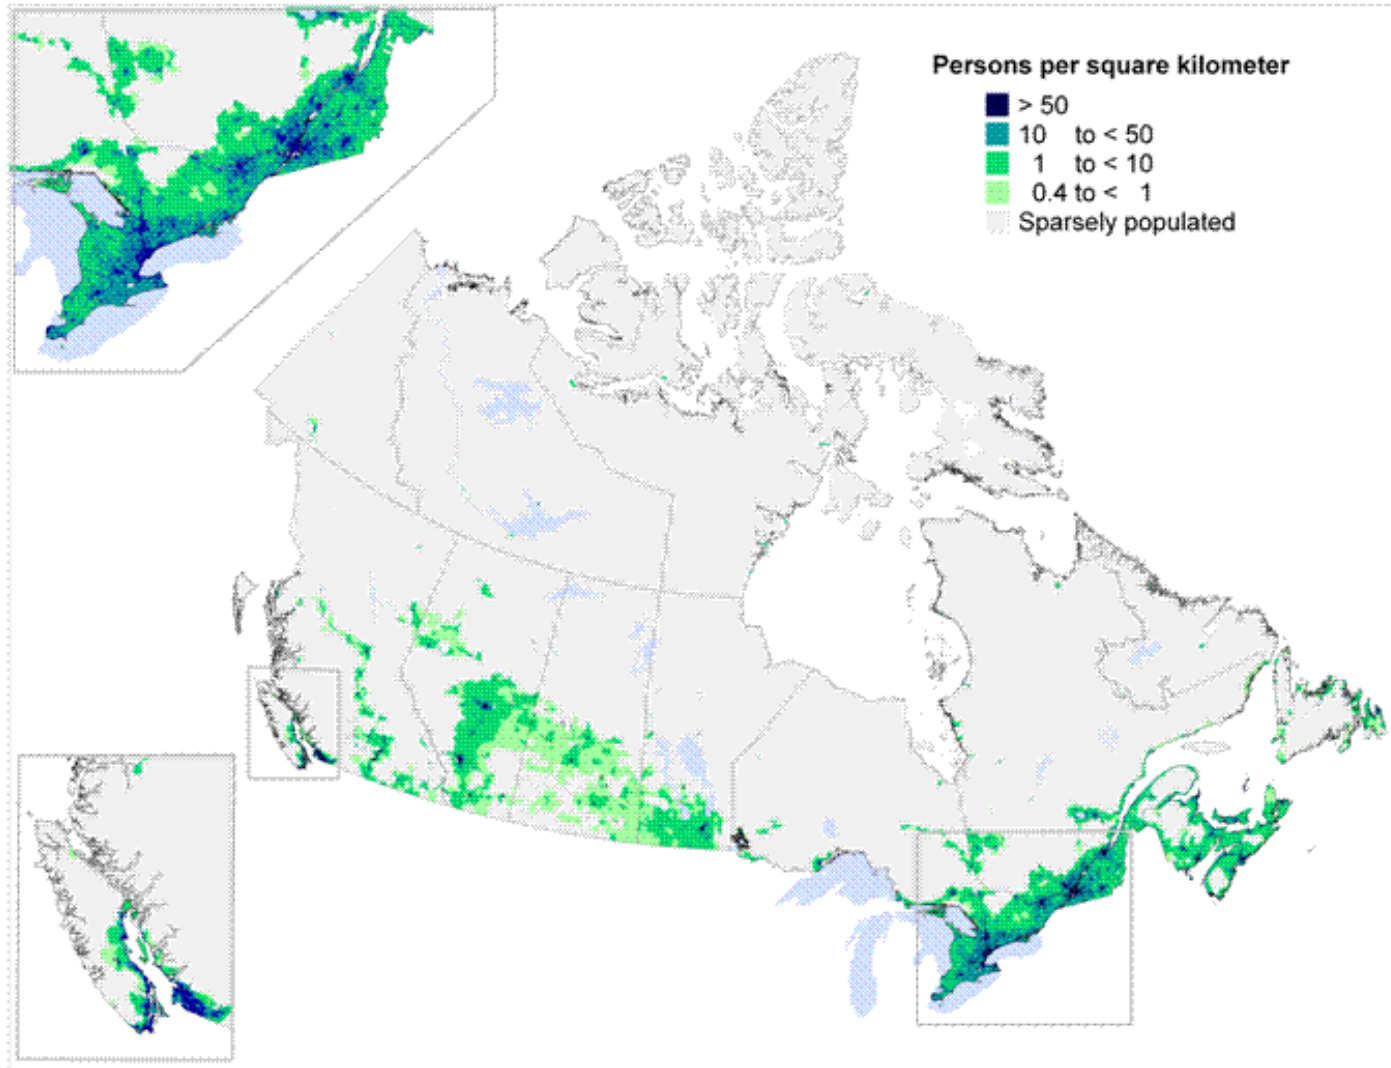 Persons per square kilometer
> 50
10 to < 50
1 to < 10
0.4 to < 1
Sparsely populated